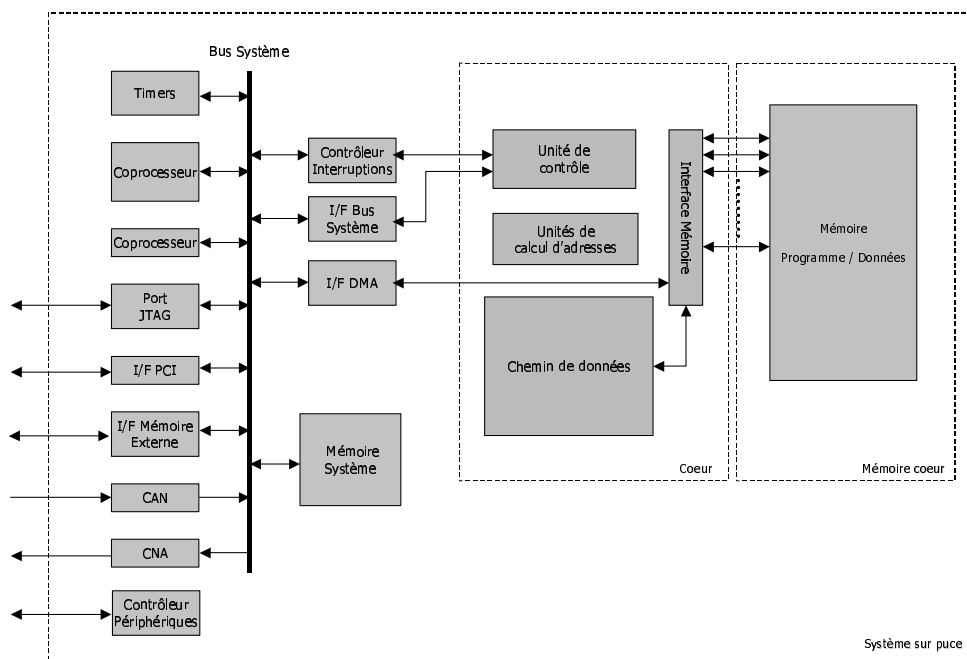 Bus Système
Timers
Coprocesseur
Coprocesseur
Port
JTAG
I/F PCI
I/F Mémoire
Externe
CAN
CNA
Contrôleur
Périphériques
Contrôleur
Interruptions
I/F Bus
Système
I/F DMA
Mémoire
Système
Unité de
contrôle
Unités de
calcul d'adresses
Chemin de données
Interface Mémoire
Coeur
Mémoire
Programme / Données
Mémoire coeur
Système sur puce